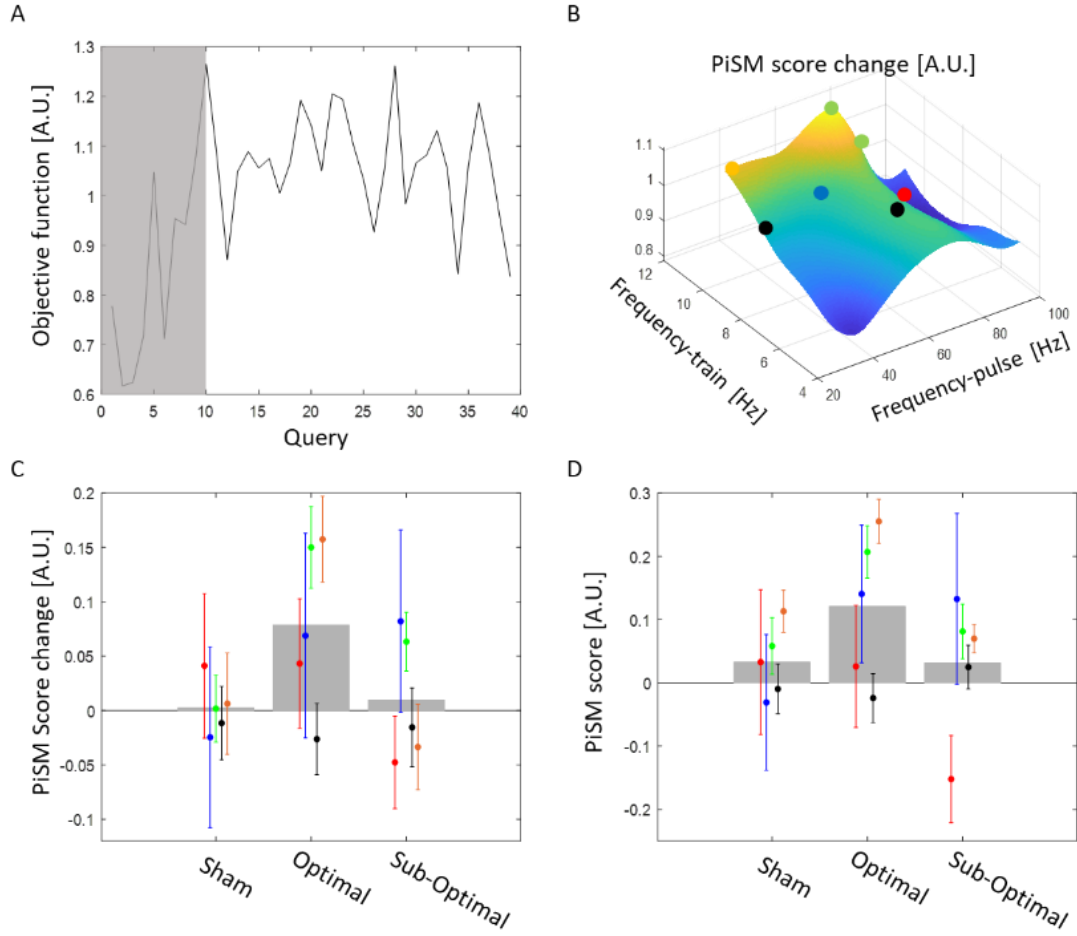 A
B
1.3
1.2
1.1
1
0.9
0.8
0.7
0.6
0
5
10
15
20
25
30
35
40
Objective function [A.U.]
Query
PiSM score change [A.U.]
1.1
1
0.9
0.8
12
10
8
6
4
20
40
60
80
100
Frequency-train [Hz]
Frequency-pulse [Hz]
C
D
0.2
0.15
0.1
0.05
0
-0.05
-0.1
PiSM Score change [A.U.]
Sham
Optimal
Sub-Optimal
0.3
0.2
0.1
0
-0.1
-0.2
PiSM score [A.U.]
Sham
Optimal
Sub-Optimal